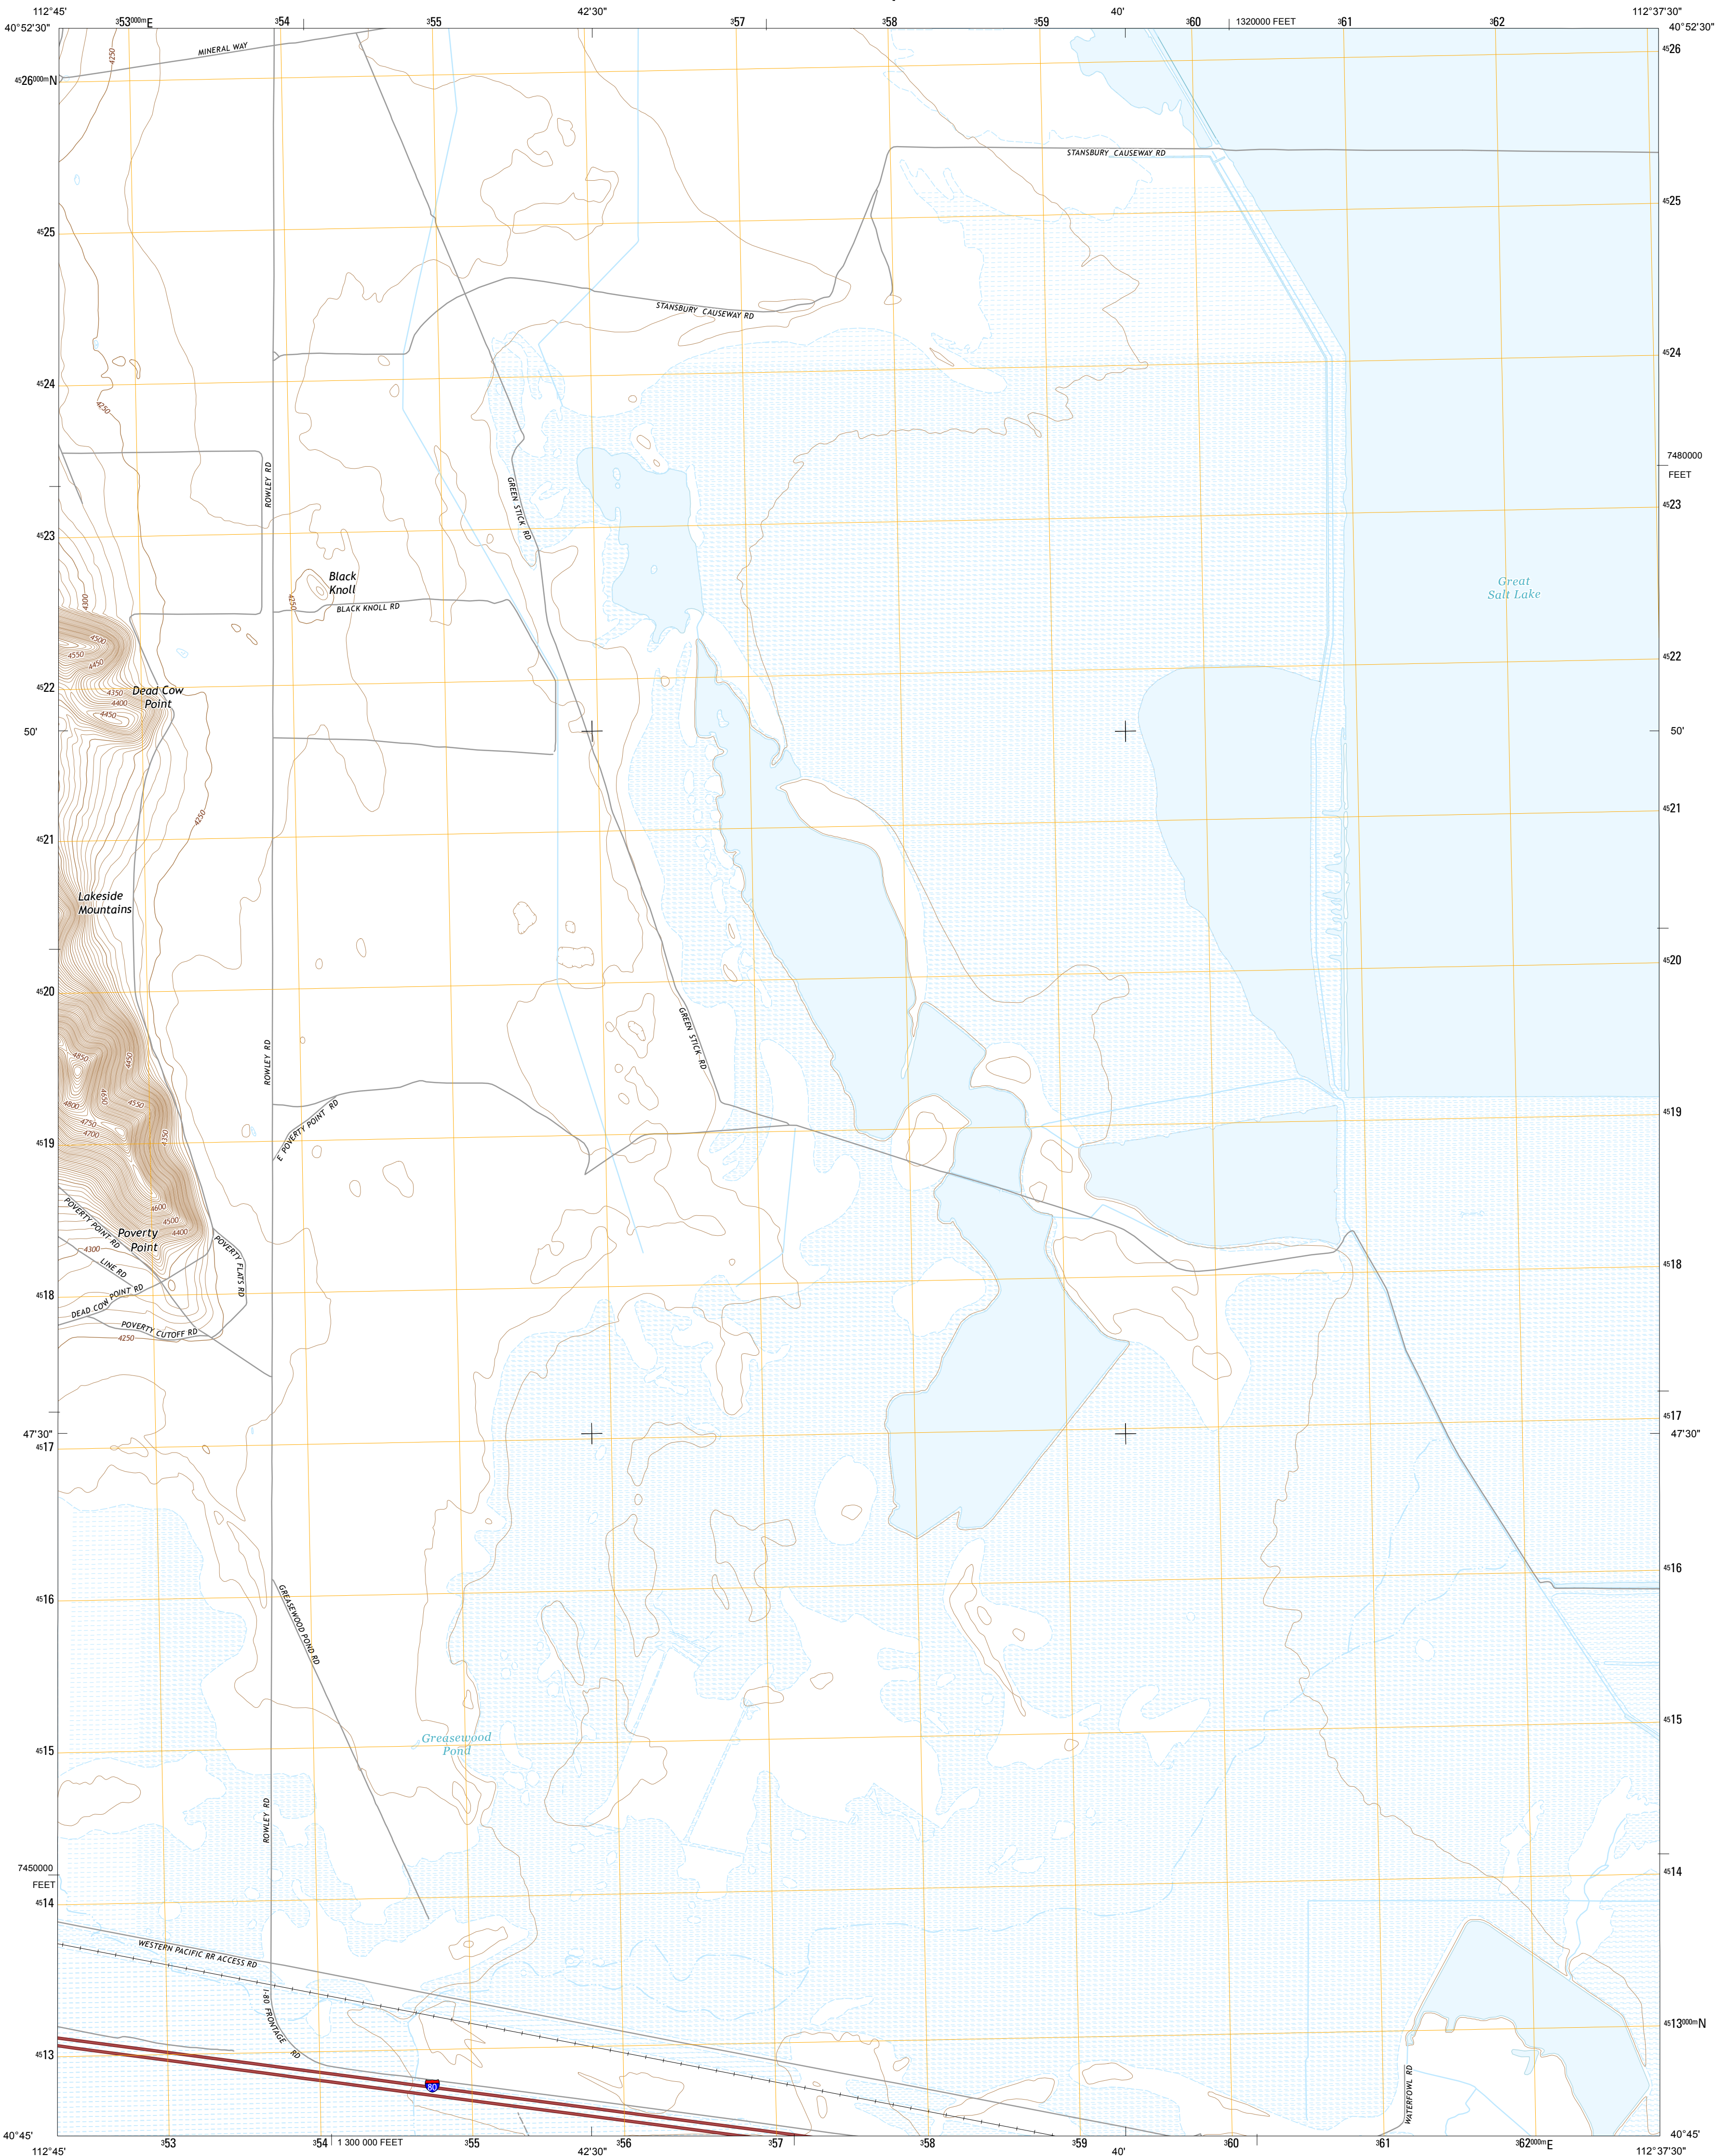 112°45' 353000mE 354 355 42'30" 357 358 359 40' 360 1320000 FEET 361 362 112°37'30"
40°52'30" 40°52'30"
MINERAL WAY
4250
4526000mN 4526
STANSBURY CAUSEWAY RD
4525 4525
STANSBURY CAUSEWAY RD
4524 4524
4250
ROWLEY RD
7480000
FEET
GREEN STICK RD
4523 4523
Black
Knoll
4300
4250
BLACK KNOLL RD
Great
Salt Lake
4500
4550
4450
4522 4522
Dead Cow
Point
4350
4400
4450
50' 50'
4521 4521
4250
Lakeside
Mountains
4520 4520
GREEN STICK RD
ROWLEY RD
4850
4450
4650
4800
4550
4750
4700
4350
4519 4519
E POVERTY POINT RD
POVERTY POINT RD
4600
4500
4400
Poverty
Point
4300
LINE RD
POVERTY FLATS RD
4518 4518
DEAD COW POINT RD
POVERTY CUTOFF RD
4250
47'30" 47'30"
4517 4517
4516 4516
GREASEWOOD POND RD
4515 4515
Greasewood
Pond
ROWLEY RD
7450000
FEET
4514 4514
WESTERN PACIFIC RR ACCESS RD
I-80 FRONTAGE RD
4513 4513000mN
80
WATERFOWL RD
40°45' 40°45'
112°45' 353 354 1 300 000 FEET 355 42'30" 356 357 358 359 40' 360 361 362000mE 112°37'30"